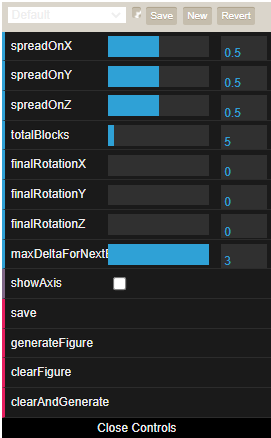 Default Save New Revert
spreadOnX 0.5
spreadOnY 0.5
spreadOnZ 0.5
totalBlocks 5
finalRotationX 0
finalRotationY 0
finalRotationZ 0
maxDeltaForNextB 3
showAxis
save
generateFigure
clearFigure
clearAndGenerate
Close Controls